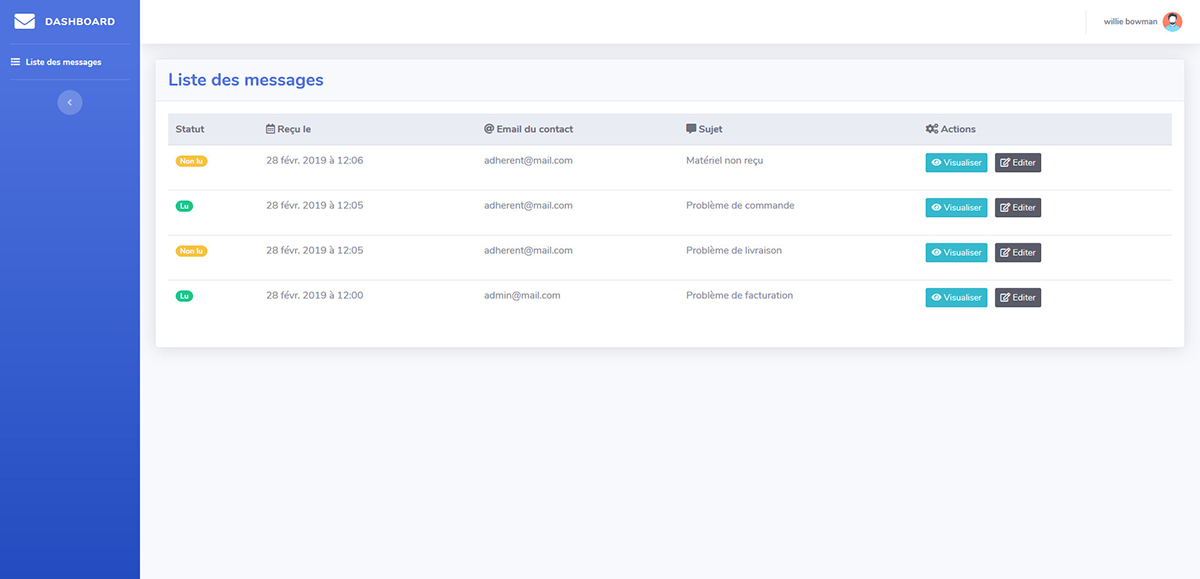 DASHBOARD
willie bowman
Liste des messages
Liste des messages
Statut Reçu le @ Email du contact Sujet Actions
Non lu 28 févr. 2019 à 12:06 adherent@mail.com Matériel non reçu Visualiser Editer
Lu 28 févr. 2019 à 12:05 adherent@mail.com Problème de commande Visualiser Editer
Non lu 28 févr. 2019 à 12:05 adherent@mail.com Problème de livraison Visualiser Editer
Lu 28 févr. 2019 à 12:00 admin@mail.com Problème de facturation Visualiser Editer